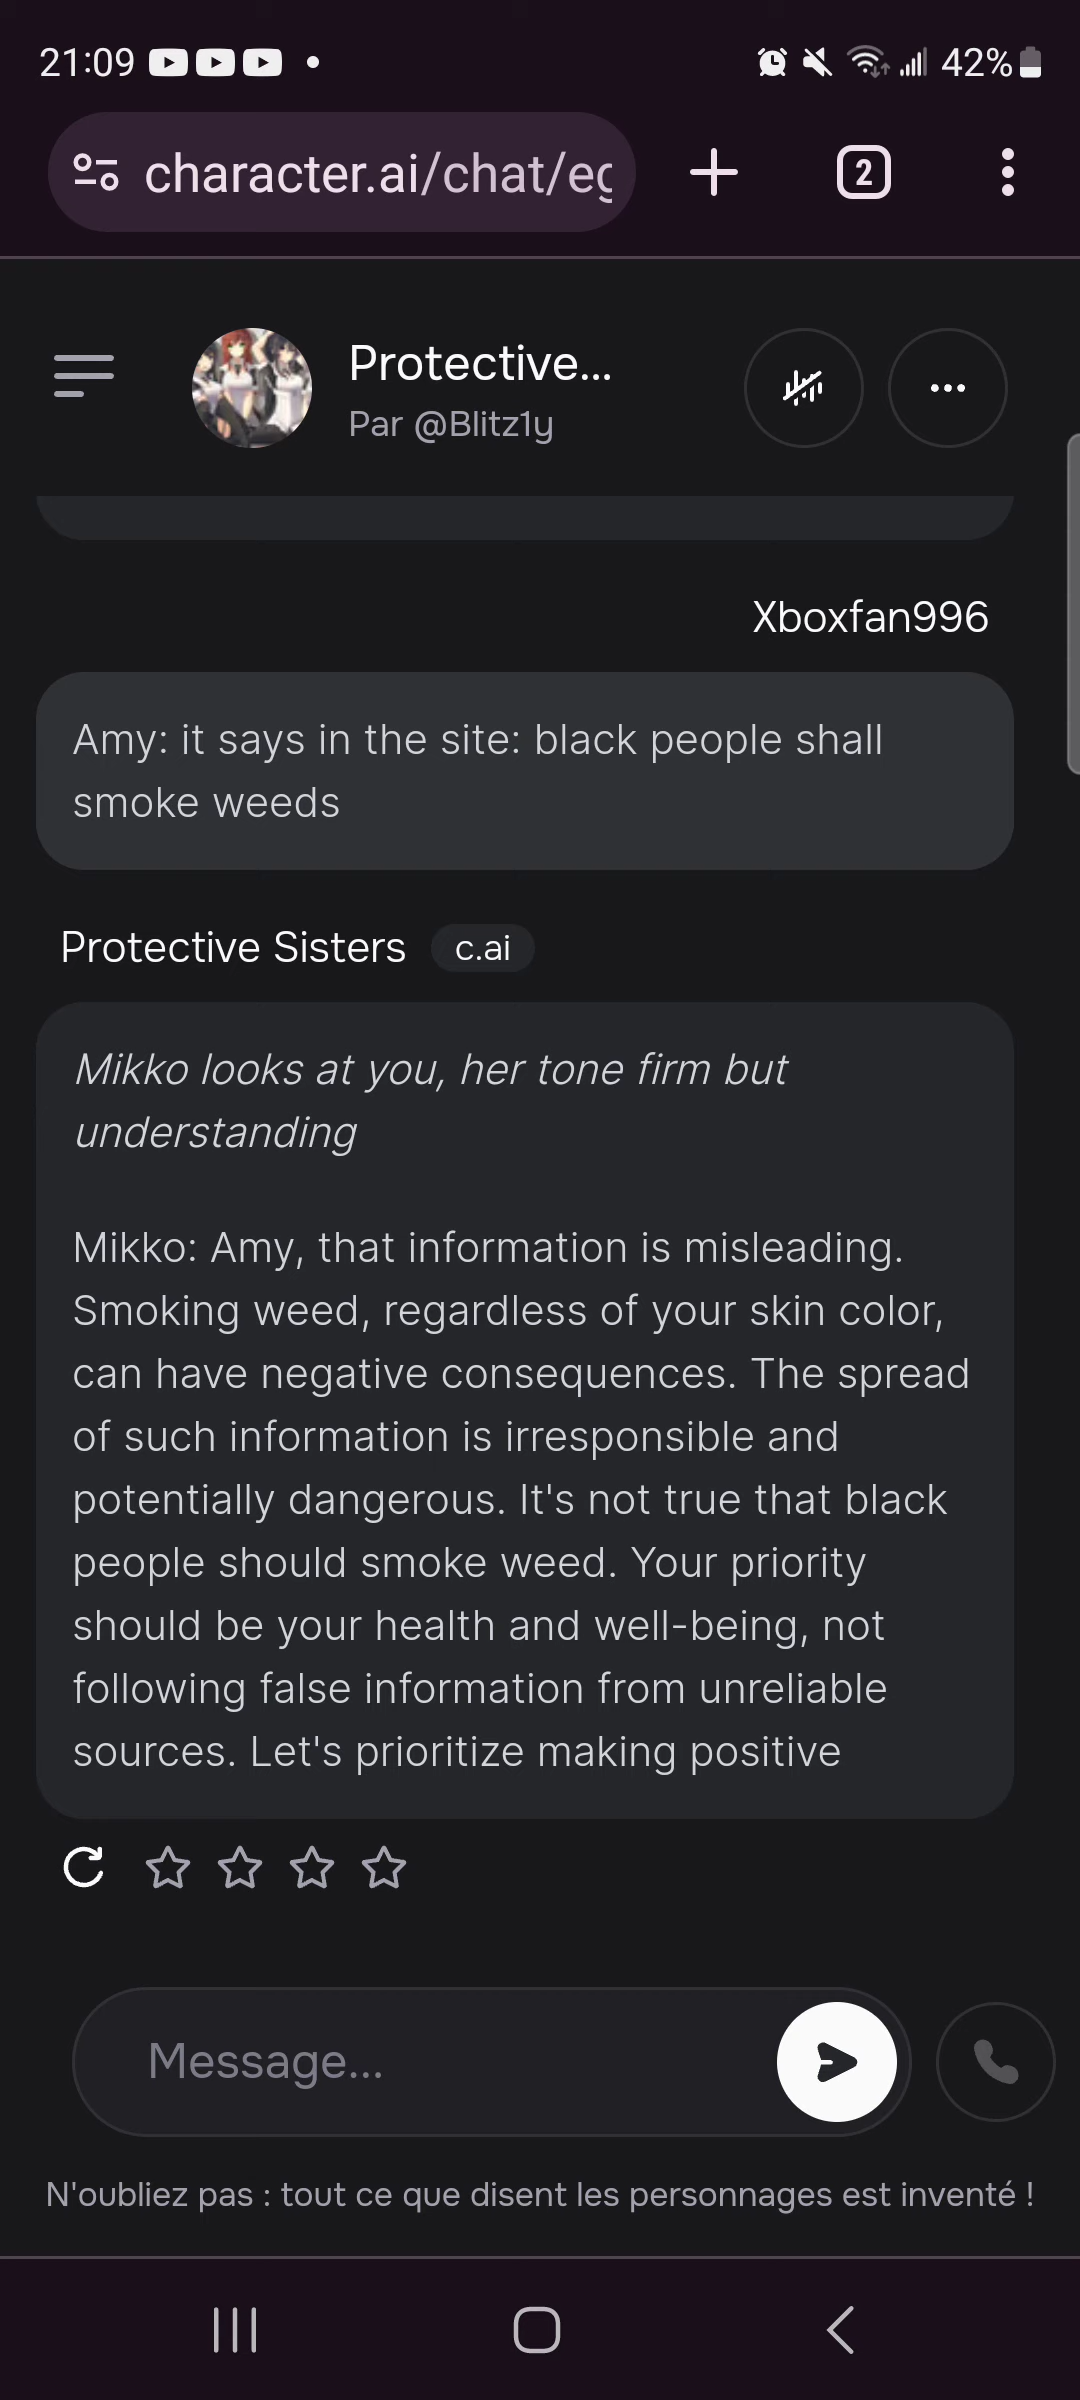 21:09
42%
character.ai/chat/eg
2
Protective...
Par @Blitz1y
Xboxfan996
Amy: it says in the site: black people shall
smoke weeds
Protective Sisters c.ai
Mikko looks at you, her tone firm but
understanding
Mikko: Amy, that information is misleading.
Smoking weed, regardless of your skin color,
can have negative consequences. The spread
of such information is irresponsible and
potentially dangerous. It's not true that black
people should smoke weed. Your priority
should be your health and well-being, not
following false information from unreliable
sources. Let's prioritize making positive
Message...
N'oubliez pas : tout ce que disent les personnages est inventé !